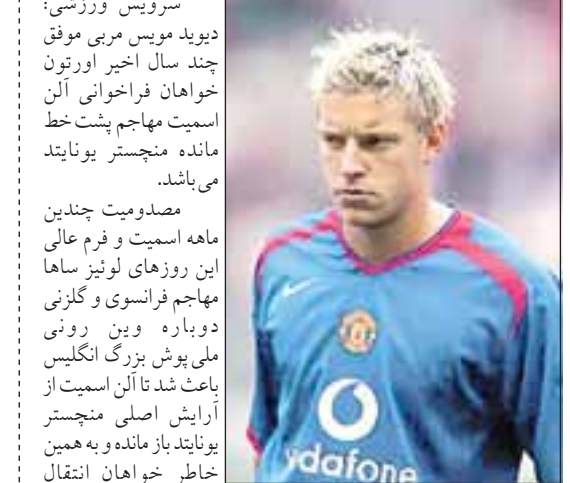 سرویس ورزشی:
دیوید مویس مربی موفق
چند سال اخیر اورتون
خواهان فراخوانی آلن
اسمیت مهاجم پشت خط
مانده منچستر یونایتد
می‌باشد.
مصدومیت چندین
ماهه اسمیت و فرم عالی
این روزهای لوئیز ساها
مهاجم فرانسوی و گلزنی
دوباره وین رونی
ملی‌پوش بزرگ انگلیس
باعث شد تا آلن اسمیت از
آرایش اصلی منچستر
یونایتد باز مانده و به همین
خاطر خواهان انتقال
vodafone